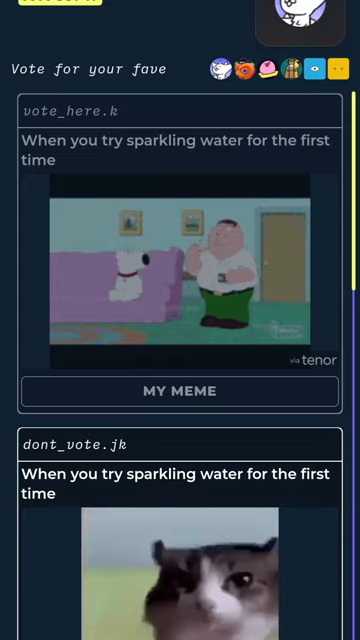 Vote for your fave
vote_here.k
When you try sparkling water for the first
time
via tenor
MY MEME
dont_vote.jk
When you try sparkling water for the first
time